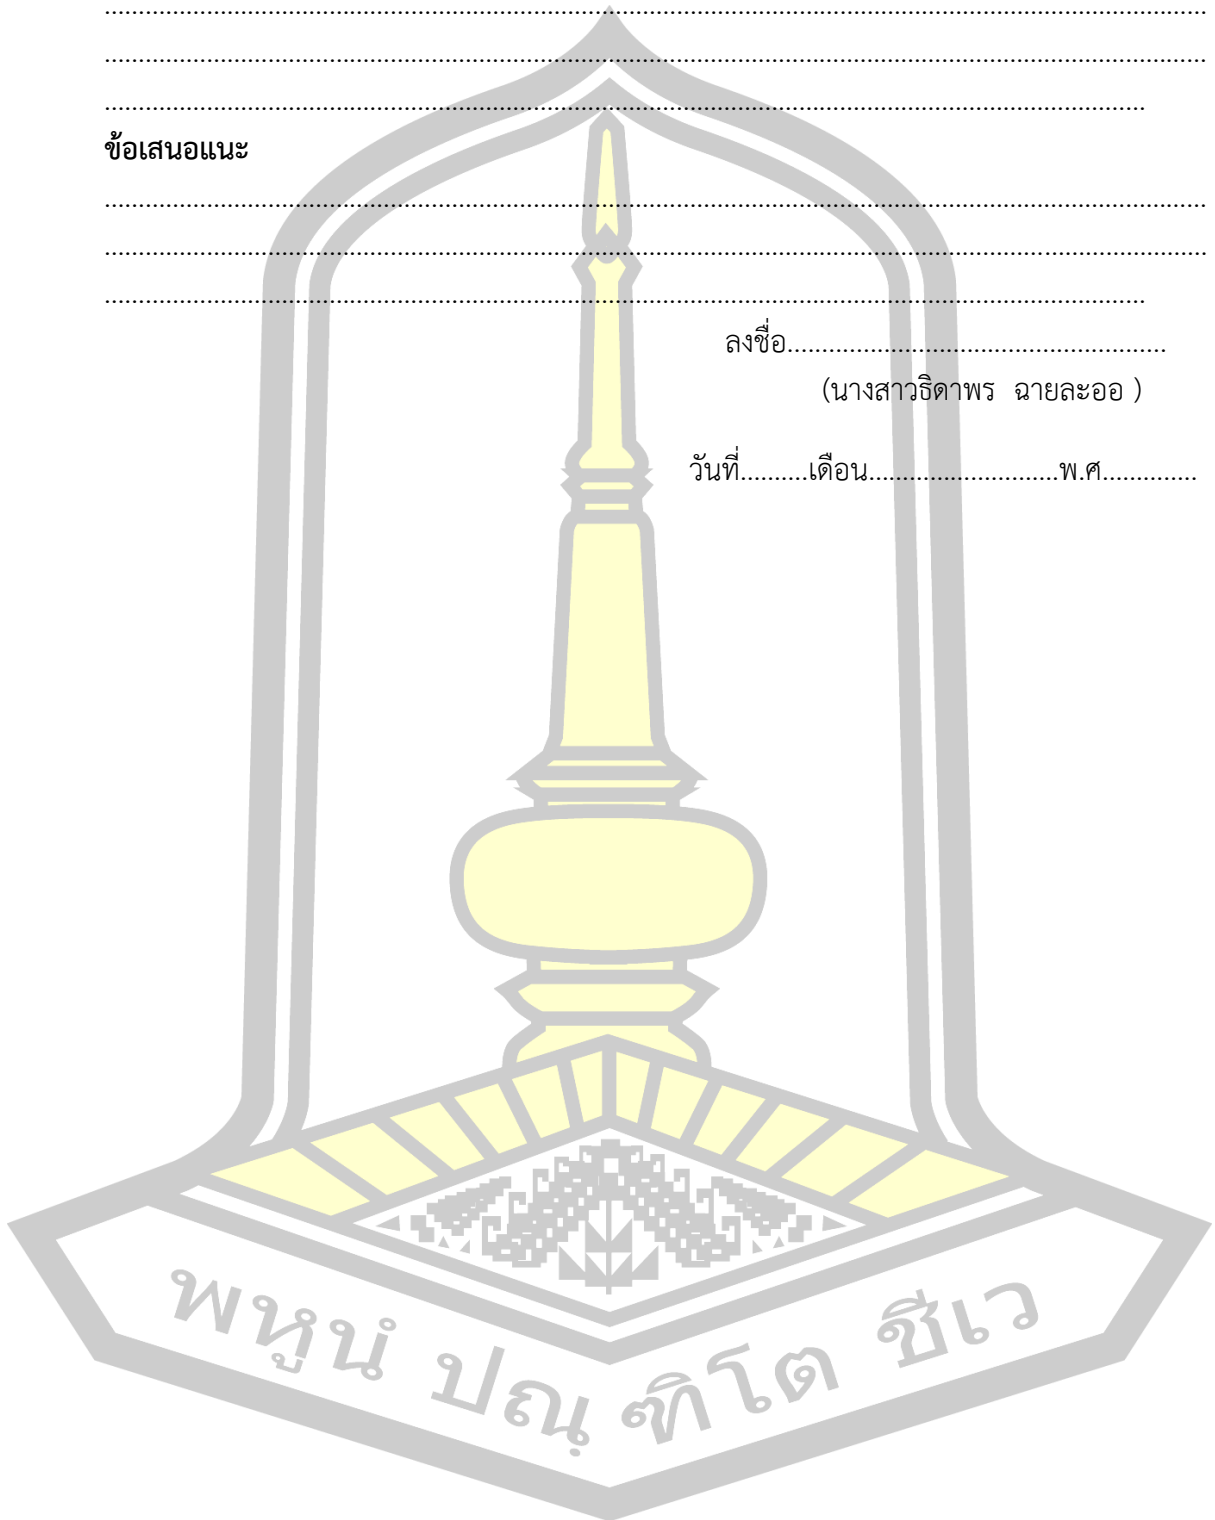 ................................................................................................................................................................
................................................................................................................................................................
.......................................................................................................................................................
ข้อเสนอแนะ
................................................................................................................................................................
................................................................................................................................................................
.......................................................................................................................................................
ลงชื่อ......................................................
(นางสาวธิดาพร  ฉายละออ )
วันที่..........เดือน............................พ.ศ..............
พหูนํ ปณฺ ฑิโต ชีเว